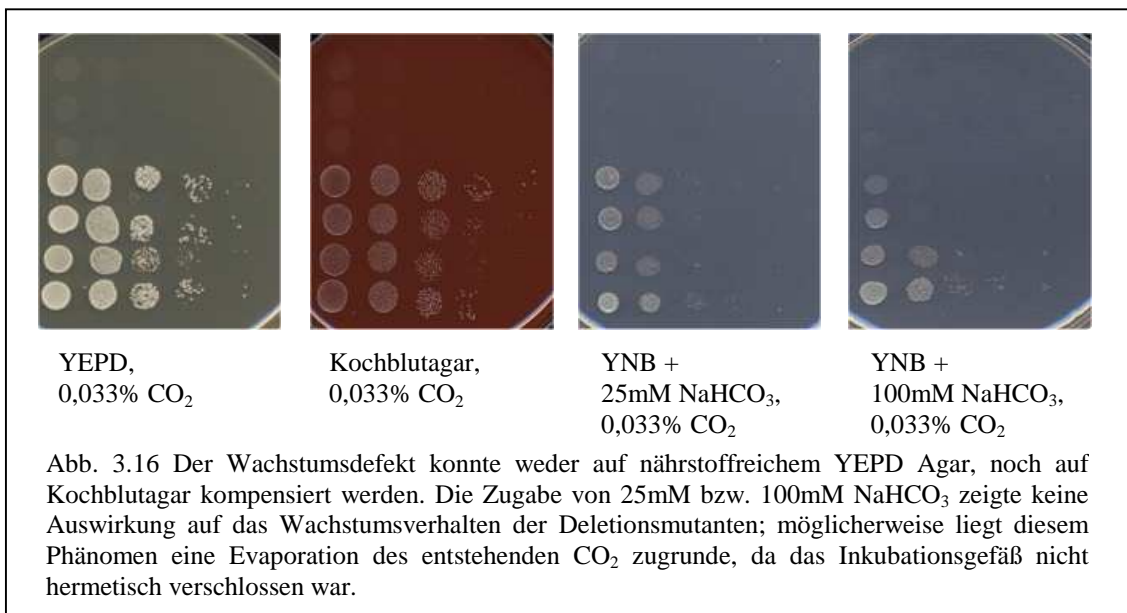 YEPD,
0,033% CO₂
Kochblutagar,
0,033% CO₂
YNB +
25mM NaHCO₃,
0,033% CO₂
YNB +
100mM NaHCO₃,
0,033% CO₂
Abb. 3.16 Der Wachstumsdefekt konnte weder auf nährstoffreichem YEPD Agar, noch auf
Kochblutagar kompensiert werden. Die Zugabe von 25mM bzw. 100mM NaHCO₃ zeigte keine
Auswirkung auf das Wachstumsverhalten der Deletionsmutanten; möglicherweise liegt diesem
Phänomen eine Evaporation des entstehenden CO₂ zugrunde, da das Inkubationsgefäß nicht
hermetisch verschlossen war.